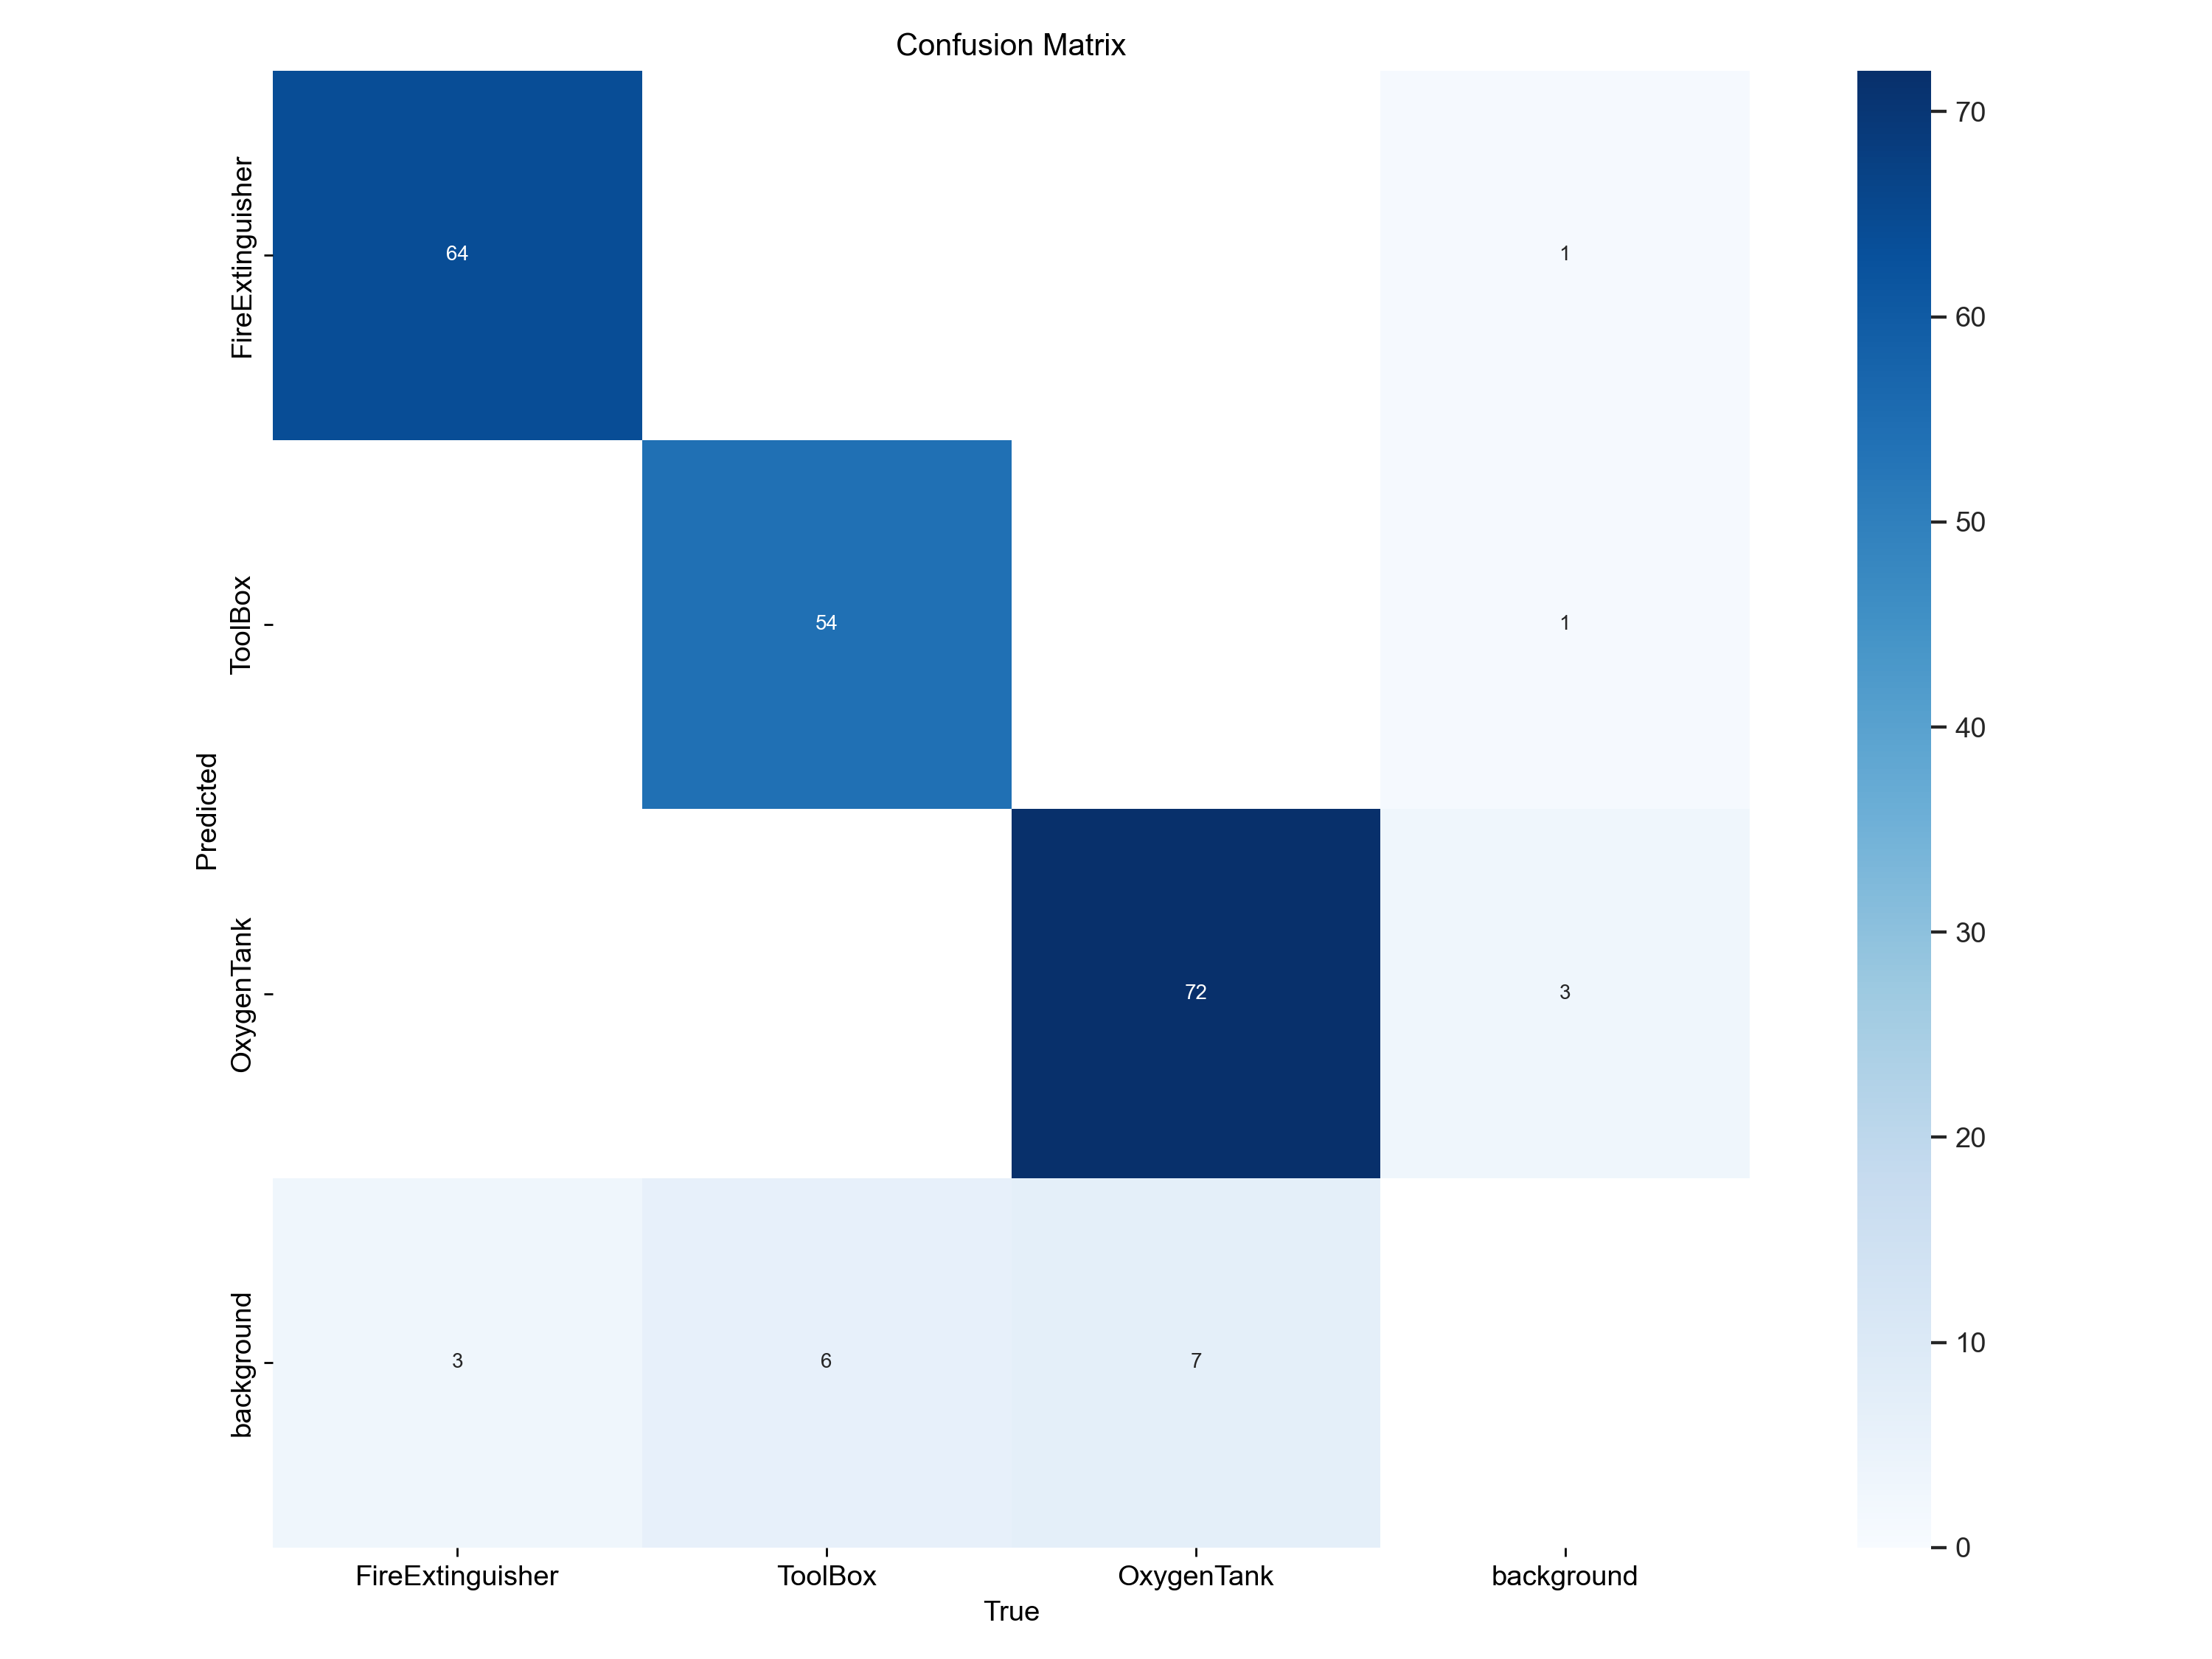 Confusion Matrix
FireExtinguisher
64
1
ToolBox
54
1
Predicted
OxygenTank
72
3
background
3
6
7
FireExtinguisher
ToolBox
OxygenTank
background
True
70
60
50
40
30
20
10
0